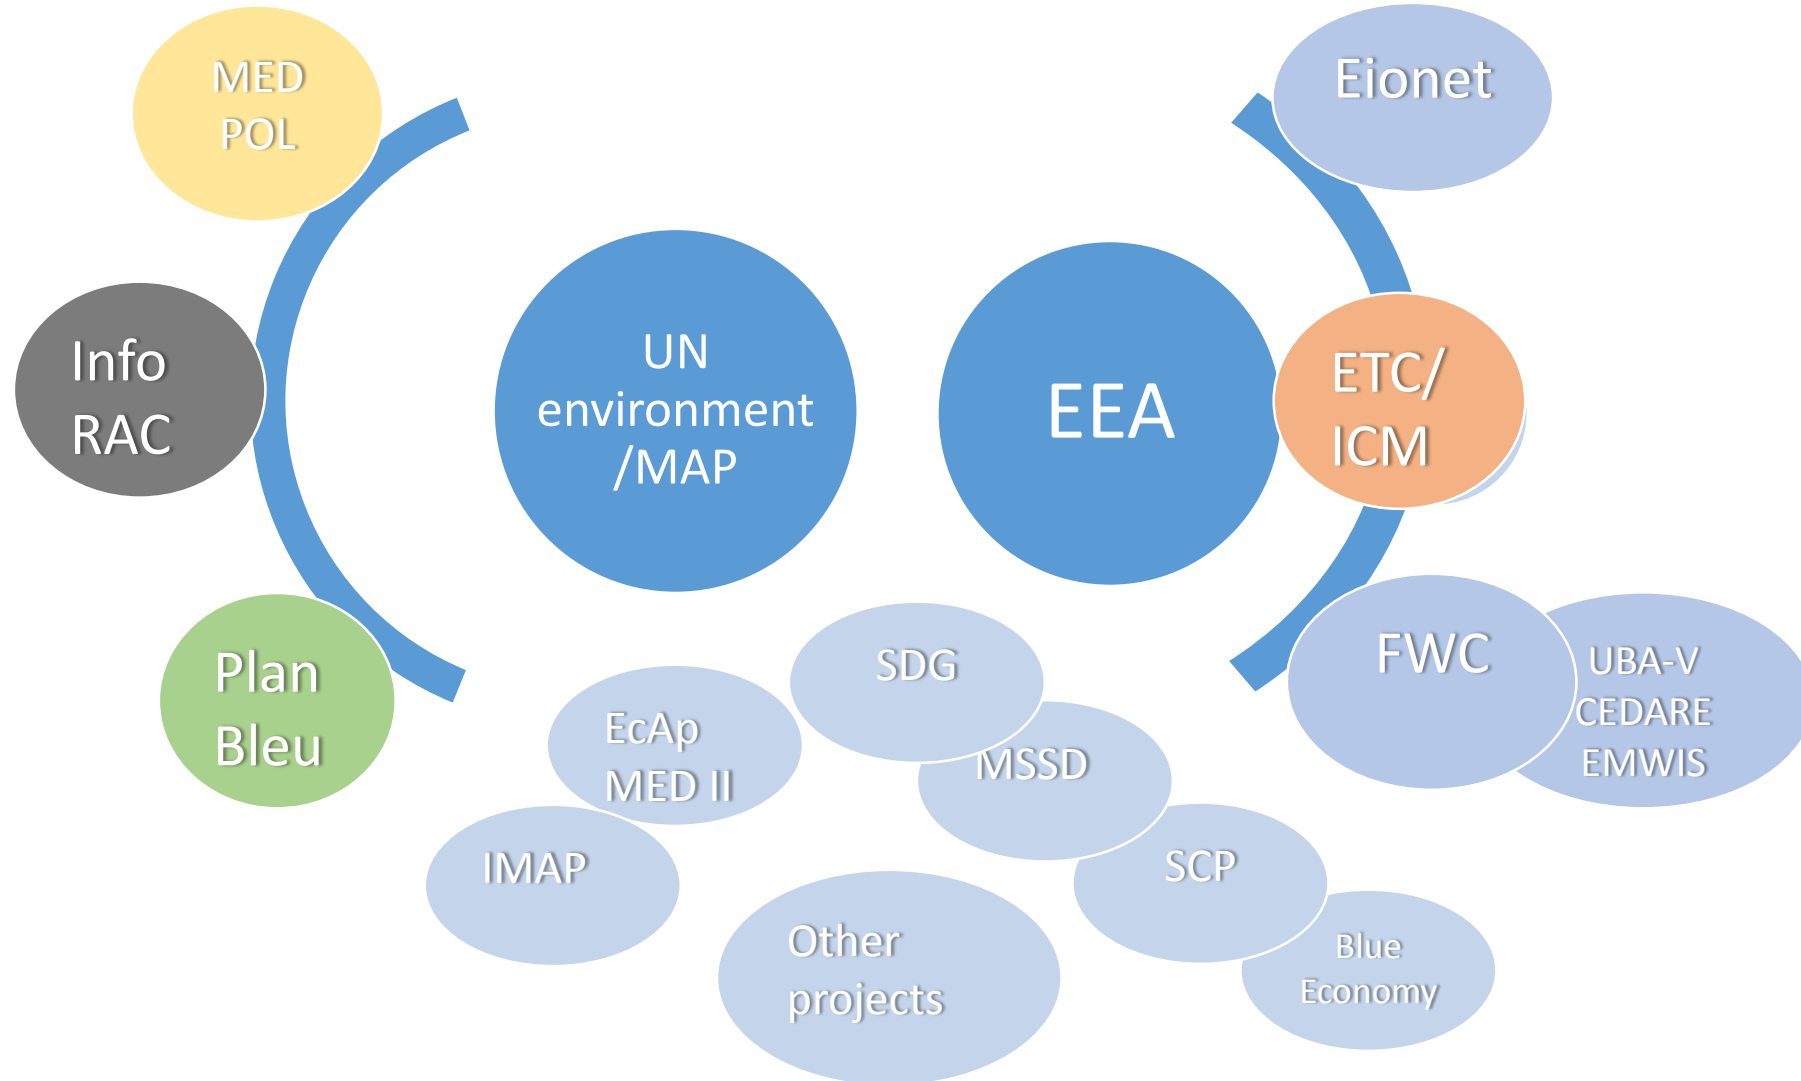 MED
POL
Info
RAC
Plan
Bleu
UN
environment
/MAP
EEA
Eionet
ETC/
ICM
FWC
UBA-V
CEDARE
EMWIS
SDG
EcAp
MED II
MSSD
IMAP
SCP
Other
projects
Blue
Economy